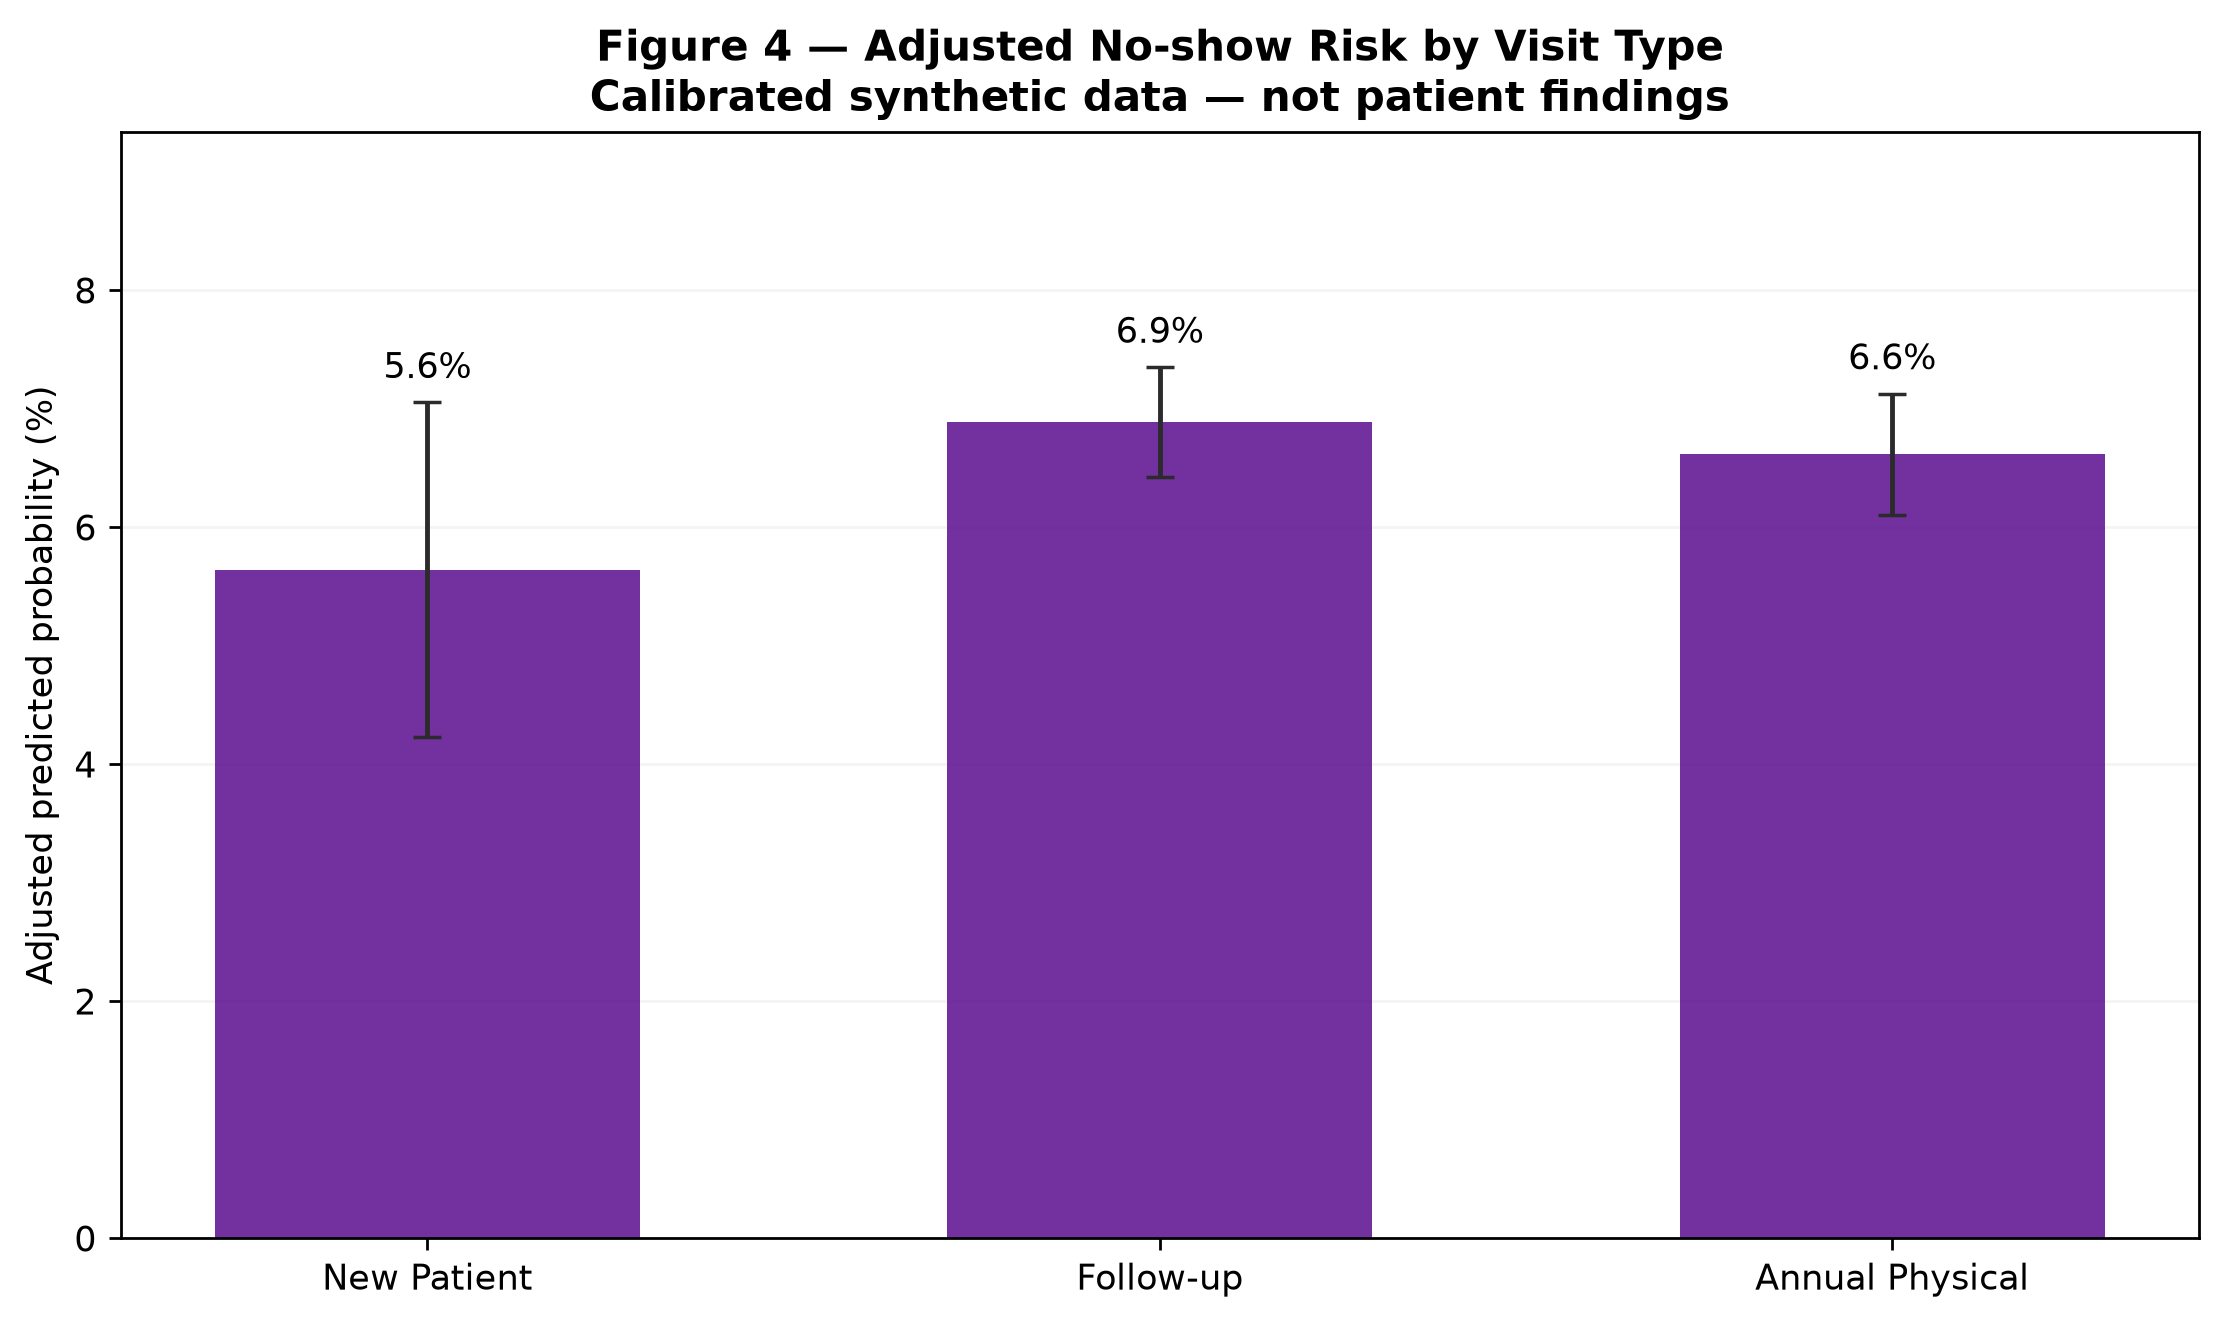 Figure 4 — Adjusted No-show Risk by Visit Type
Calibrated synthetic data — not patient findings
Adjusted predicted probability (%)
8
6
4
2
0
5.6%
6.9%
6.6%
New Patient
Follow-up
Annual Physical